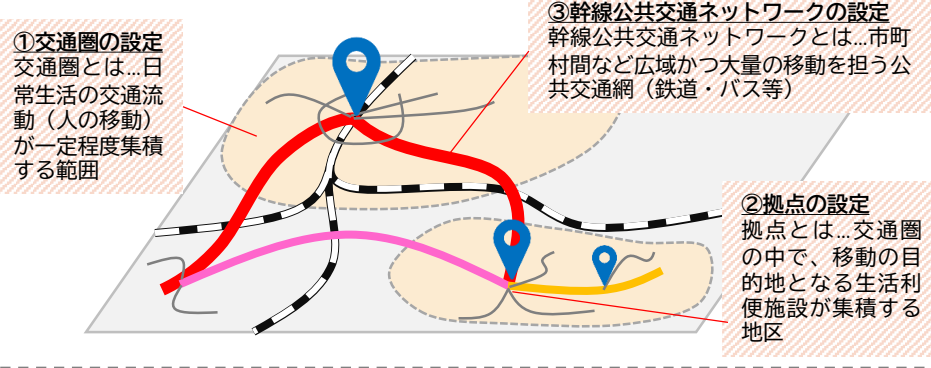 ①交通圏の設定
交通圏とは…日
常生活の交通流
動（人の移動）
が一定程度集積
する範囲
③幹線公共交通ネットワークの設定
幹線公共交通ネットワークとは…市町
村間など広域かつ大量の移動を担う公
共交通網（鉄道・バス等）
②拠点の設定
拠点とは…交通圏
の中で、移動の目
的地となる生活利
便施設が集積する
地区